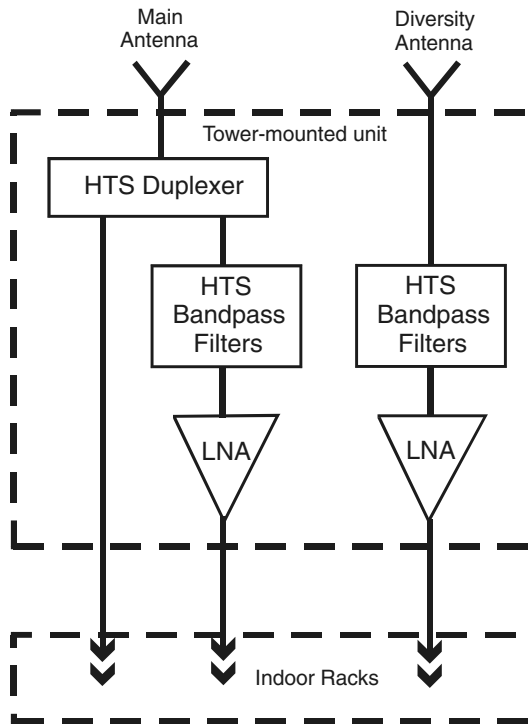 Main
Antenna
Diversity
Antenna
Tower-mounted unit
HTS Duplexer
HTS
Bandpass
Filters
HTS
Bandpass
Filters
LNA
LNA
Indoor Racks